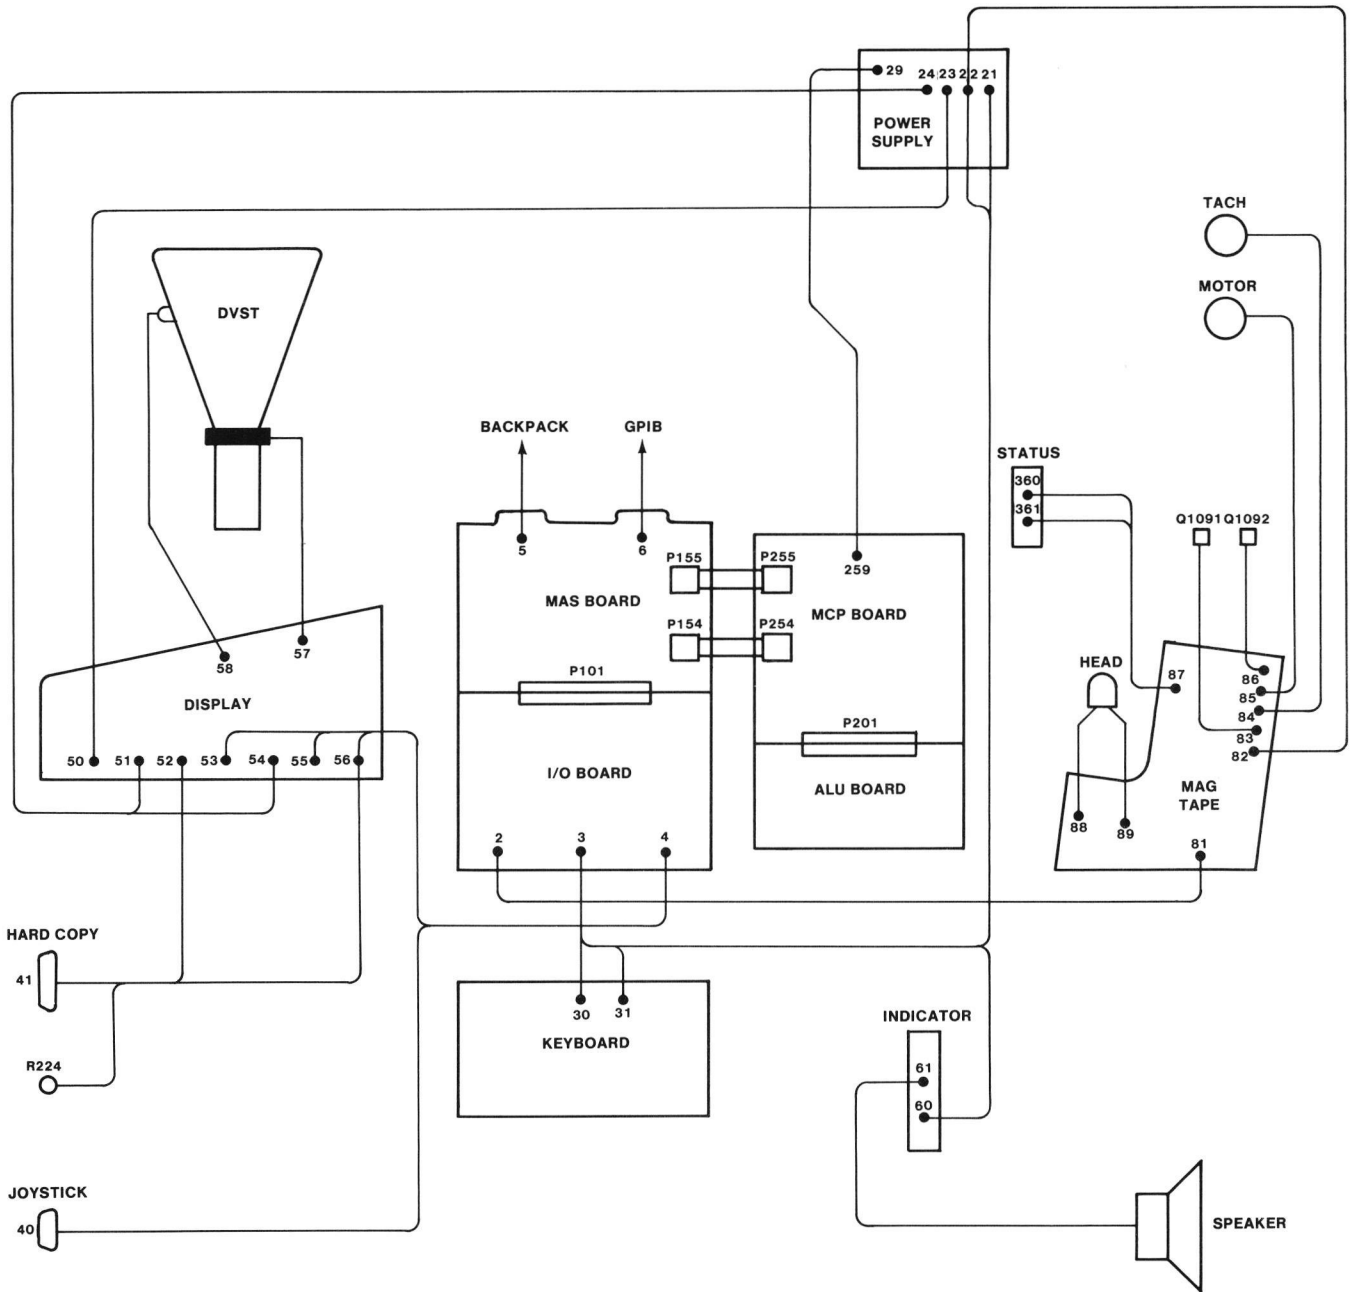 29
24 23 22 21
POWER
SUPPLY
TACH
MOTOR
DVST
BACKPACK
GPIB
STATUS
360
361
Q1091 Q1092
5
6
P155
P255
259
MAS BOARD
MCP BOARD
P154
P254
57
58
P101
HEAD
87
86
85
84
83
82
DISPLAY
P201
50
51
52
53
54
55
56
I/O BOARD
ALU BOARD
MAG
TAPE
2
3
4
88
89
81
HARD COPY
41
30
31
KEYBOARD
INDICATOR
R224
61
60
JOYSTICK
40
SPEAKER